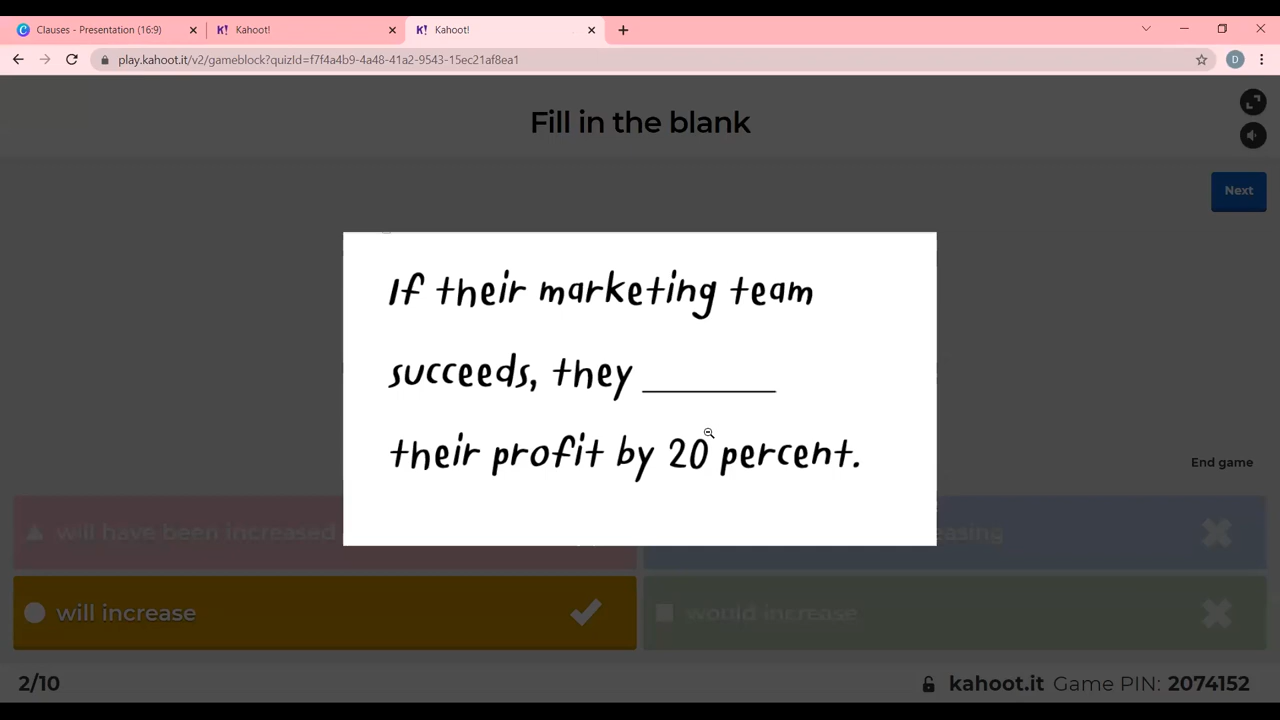 Clauses - Presentation (16:9)
K! Kahoot!
K! Kahoot!
play.kahoot.it/v2/gameblock?quizId=f7f4a4b9-4a48-41a2-9543-15ec21af8ea1
D
Fill in the blank
Next
If their marketing team
succeeds, they ________
their profit by 20 percent.
End game
will have been increased
easing
will increase
would increase
2/10
kahoot.it Game PIN: 2074152